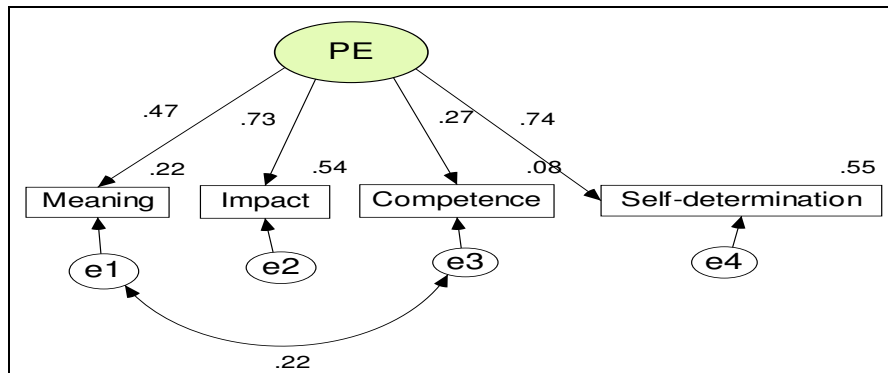 PE
.47
.73
.27
.74
.22
.54
.08
.55
Meaning
Impact
Competence
Self-determination
e1
e2
e3
e4
.22